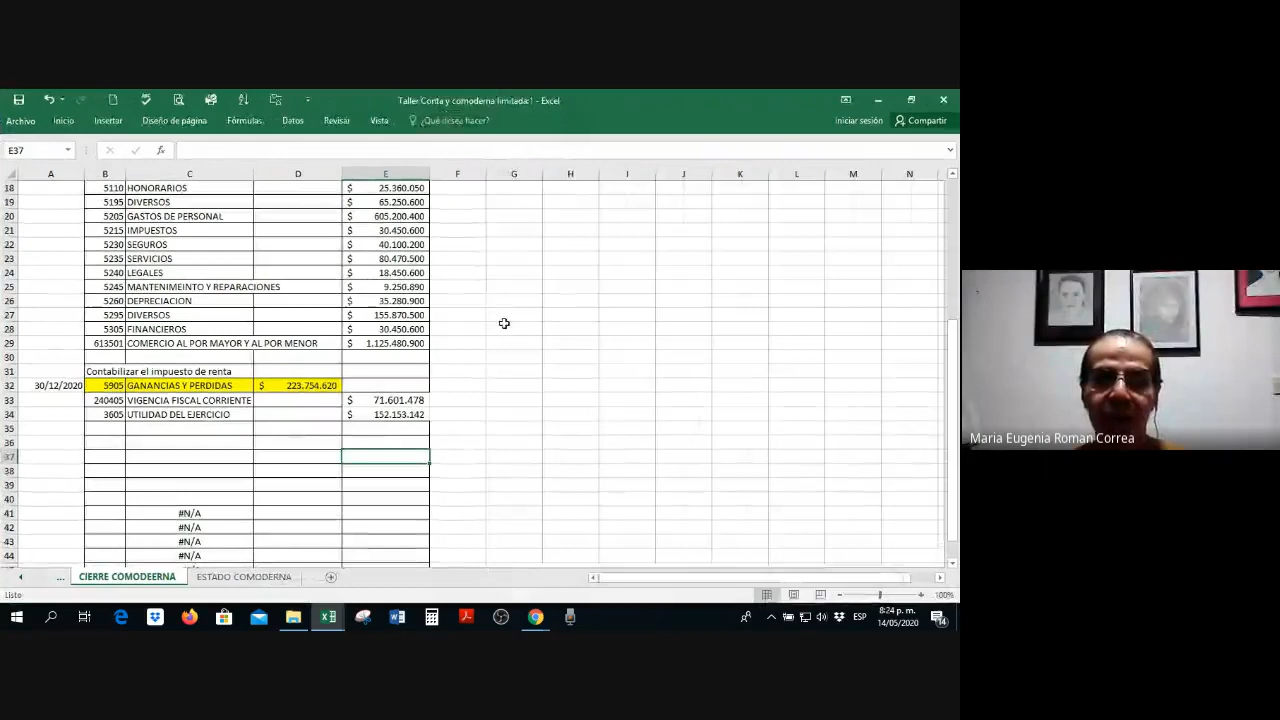 Taller Conta y comoderna limitada! - Excel
Archivo Inicio Insertar Diseño de página Fórmulas Datos Revisar Vista ¿Qué desea hacer? Iniciar sesión Compartir
E37 fx
A B C D E F G H I J K L M N
18 5110 HONORARIOS $ 25.360.050
19 5195 DIVERSOS $ 65.250.600
20 5205 GASTOS DE PERSONAL $ 605.200.400
21 5215 IMPUESTOS $ 30.450.600
22 5230 SEGUROS $ 40.100.200
23 5235 SERVICIOS $ 80.470.500
24 5240 LEGALES $ 18.450.600
25 5245 MANTENIMEINTO Y REPARACIONES $ 9.250.890
26 5260 DEPRECIACION $ 35.280.900
27 5295 DIVERSOS $ 155.870.500
28 5305 FINANCIEROS $ 30.450.600
29 613501 COMERCIO AL POR MAYOR Y AL POR MENOR $ 1.125.480.900
30
31 Contabilizar el impuesto de renta
32 30/12/2020 5905 GANANCIAS Y PERDIDAS $ 223.754.620
33 240405 VIGENCIA FISCAL CORRIENTE $ 71.601.478
34 3605 UTILIDAD DEL EJERCICIO $ 152.153.142
35
36
37
38
39
40
41 #N/A
42 #N/A
43 #N/A
44 #N/A
... CIERRE COMODEERNA ESTADO COMODERNA
Listo 100%
ESP 8:24 p. m.
14/05/2020 14
Maria Eugenia Roman Correa